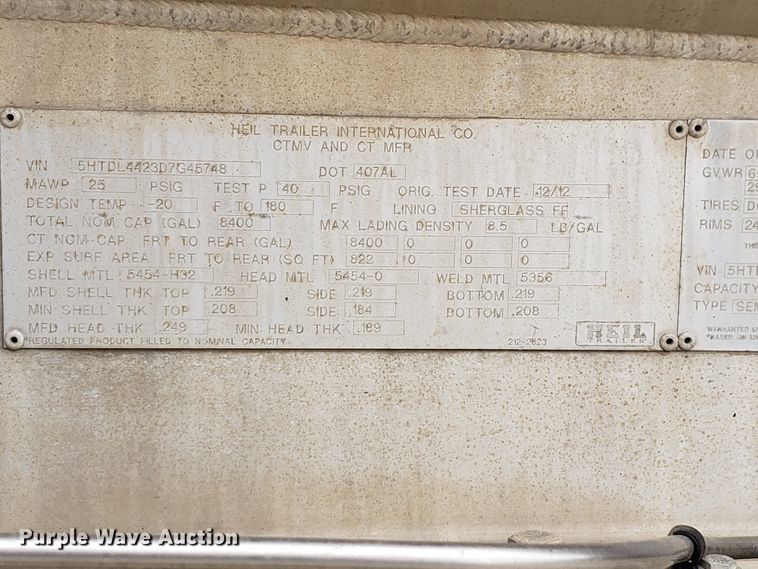 HEIL TRAILER INTERNATIONAL CO.
CTMV AND CT MFR
VIN 5HTDL4423D7G45748 DOT 407AL
MAWP 25 PSIG TEST P 40 PSIG ORIG. TEST DATE 12/12
DESIGN TEMP -20 F TO 180 F LINING SHERGLASS FF
TOTAL NOM CAP (GAL) 8400 MAX LADING DENSITY 8.5 LB/GAL
CT NOM-CAP, FRT TO REAR (GAL) 8400 0 0 0
EXP SURF AREA FRT TO REAR (SQ FT) 822 0 0 0
SHELL MTL 5454-H32 HEAD MTL 5454-0 WELD MTL 5356
MFD SHELL THK TOP .219 SIDE .219 BOTTOM .219
MIN SHELL THK TOP .208 SIDE .184 BOTTOM .208
MFD HEAD THK .249 MIN HEAD THK .189
REGULATED PRODUCT FILLED TO NOMINAL CAPACITY 212-2823
HEIL
TRAILER
DATE O
GVWR
29
TIRES
RIMS 24
THIS
VIN 5HT
CAPACITY
TYPE SEM
WARRANTED
BASED ON
Purple Wave Auction